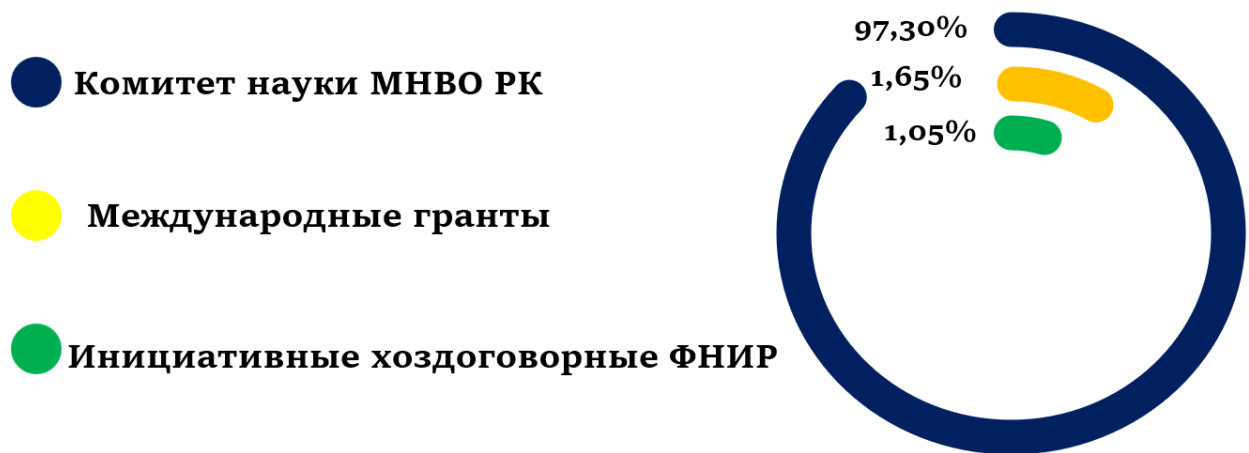 Комитет науки МНВО РК
Международные гранты
Инициативные хоздоговорные ФНИР
97,30%
1,65%
1,05%